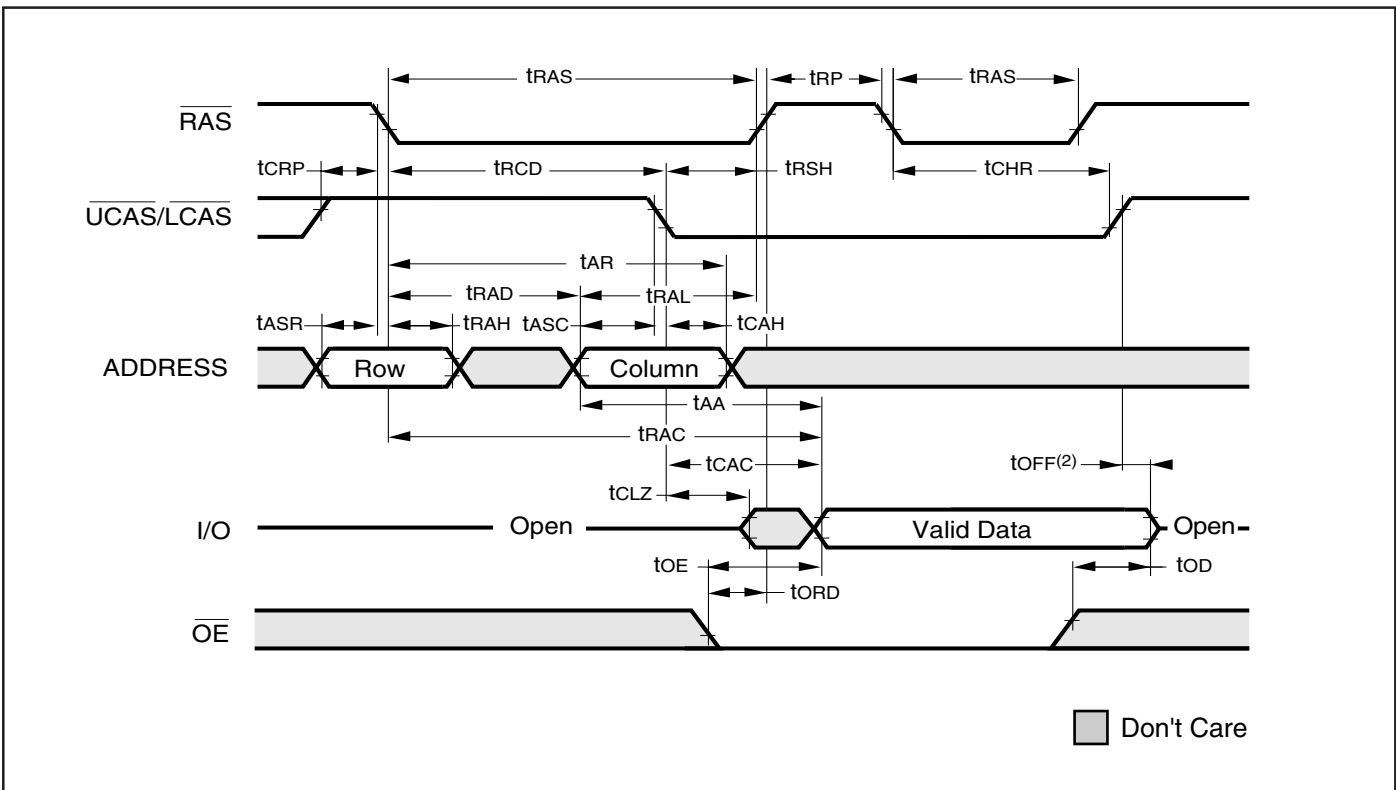 tRAS tRP tRAS
RAS
tCRP tRCD tRSH tCHR
UCAS/LCAS
tAR
tRAD tRAL
tASR tRAH tASC tCAH
ADDRESS Row Column
tAA
tRAC
tCAC tOFF(2)
tCLZ
I/O Open Valid Data Open
tOE tOD
tORD
OE
Don't Care